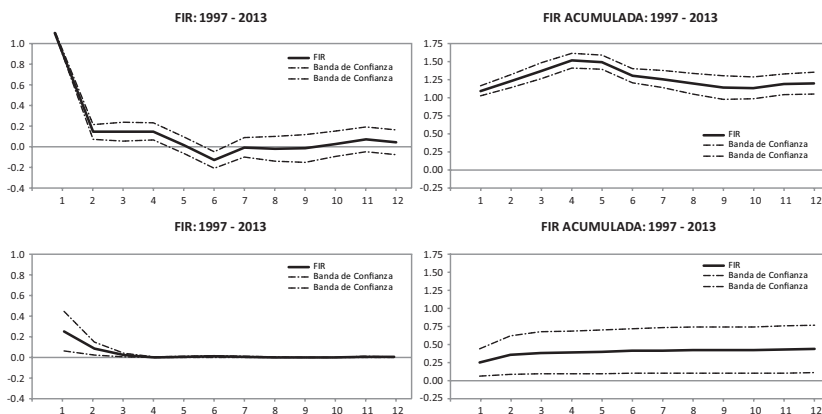 FIR: 1997 - 2013
1.0
0.8
0.6
0.4
0.2
0.0
-0.2
-0.4
FIR
Banda de Confianza
Banda de Confianza
1 2 3 4 5 6 7 8 9 10 11 12
FIR ACUMULADA: 1997 - 2013
1.75
1.50
1.25
1.00
0.75
0.50
0.25
0.00
-0.25
FIR
Banda de Confianza
Banda de Confianza
1 2 3 4 5 6 7 8 9 10 11 12
FIR: 1997 - 2013
1.0
0.8
0.6
0.4
0.2
0.0
-0.2
-0.4
FIR
Banda de Confianza
Banda de Confianza
1 2 3 4 5 6 7 8 9 10 11 12
FIR ACUMULADA: 1997 - 2013
1.75
1.50
1.25
1.00
0.75
0.50
0.25
0.00
-0.25
FIR
Banda de Confianza
Banda de Confianza
1 2 3 4 5 6 7 8 9 10 11 12